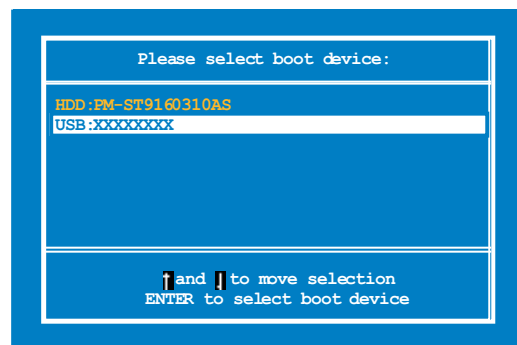 Please select boot device:
HDD:PM-ST9160310AS
USB:XXXXXXXX
↑ and ↓ to move selection
ENTER to select boot device